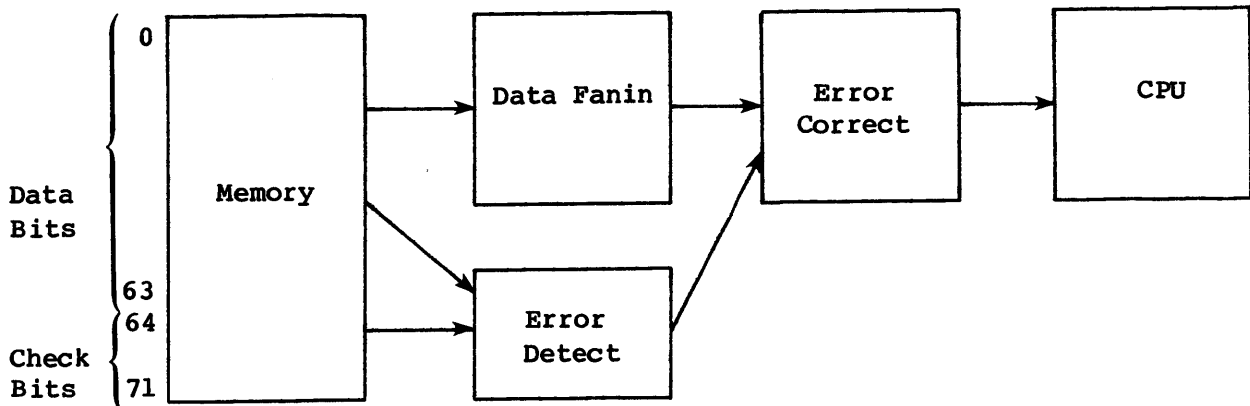 0
Data
Bits
63
64
Check
Bits
71
Memory
Data Fanin
Error
Detect
Error
Correct
CPU